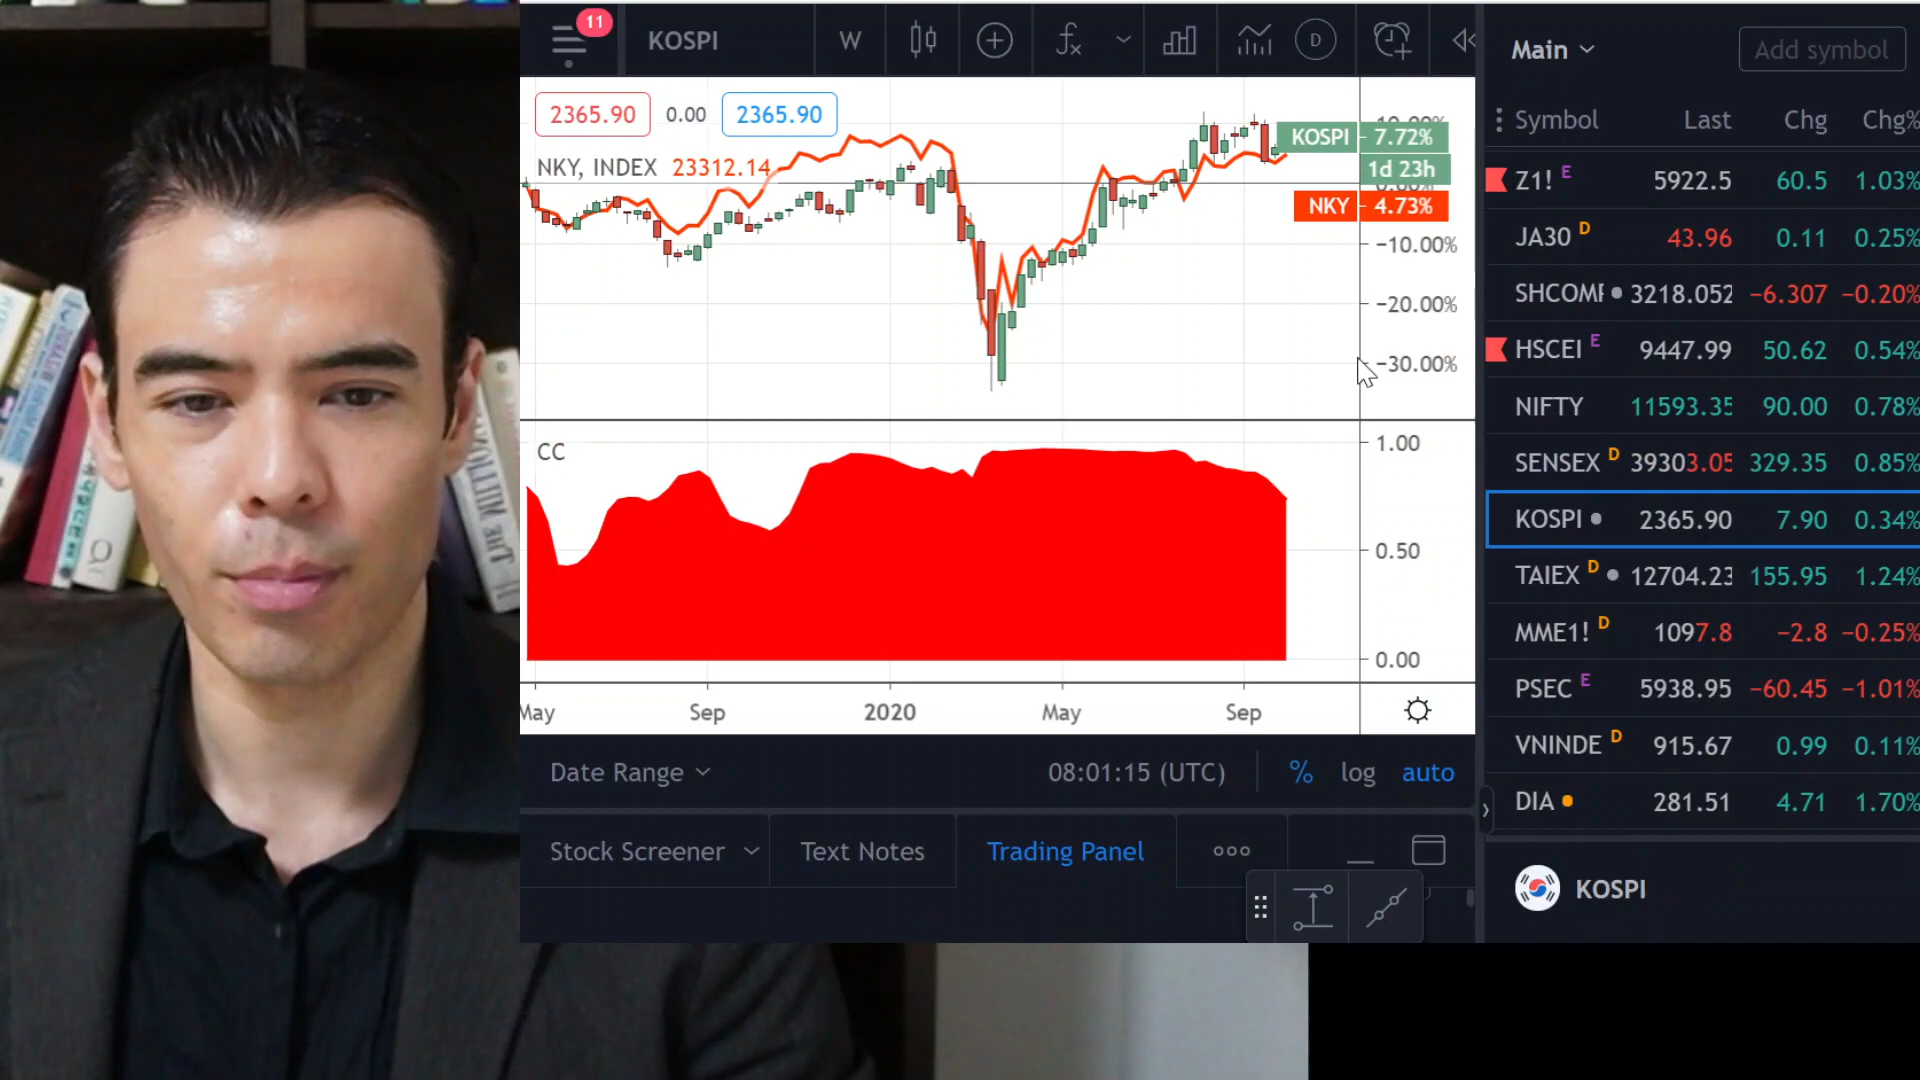 11
KOSPI
W
D
2365.90
0.00
2365.90
NKY, INDEX 23312.14
KOSPI 7.72%
1d 23h
NKY 4.73%
−10.00%
−20.00%
−30.00%
CC
1.00
0.50
0.00
May
Sep
2020
May
Sep
Date Range
08:01:15 (UTC)
%
log
auto
Stock Screener
Text Notes
Trading Panel
Main
Add symbol
Symbol Last Chg Chg%
Z1! E 5922.5 60.5 1.03%
JA30 D 43.96 0.11 0.25%
SHCOMP 3218.052 −6.307 −0.20%
HSCEI E 9447.99 50.62 0.54%
NIFTY 11593.35 90.00 0.78%
SENSEX D 39303.05 329.35 0.85%
KOSPI 2365.90 7.90 0.34%
TAIEX D 12704.23 155.95 1.24%
MME1! D 1097.8 −2.8 −0.25%
PSEC E 5938.95 −60.45 −1.01%
VNINDE D 915.67 0.99 0.11%
DIA 281.51 4.71 1.70%
KOSPI